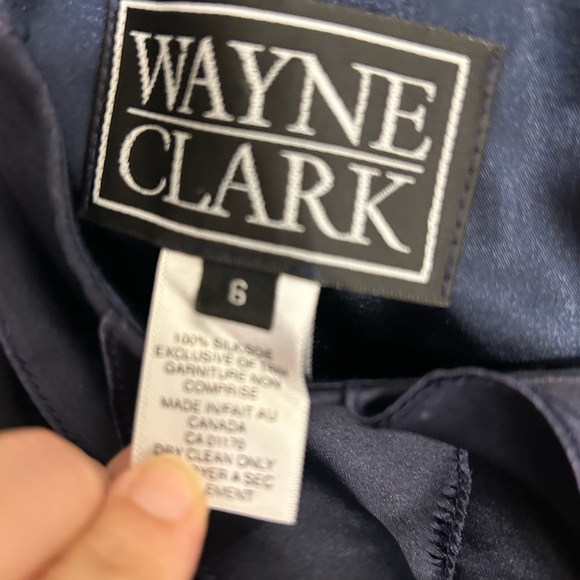 WAYNE
CLARK
6
100% SILK/SOIE
EXCLUSIVE OF TRIM
GARNITURE NON
COMPRISE
MADE IN/FAIT AU
CANADA
CA 01170
DRY CLEAN ONLY
A SEC